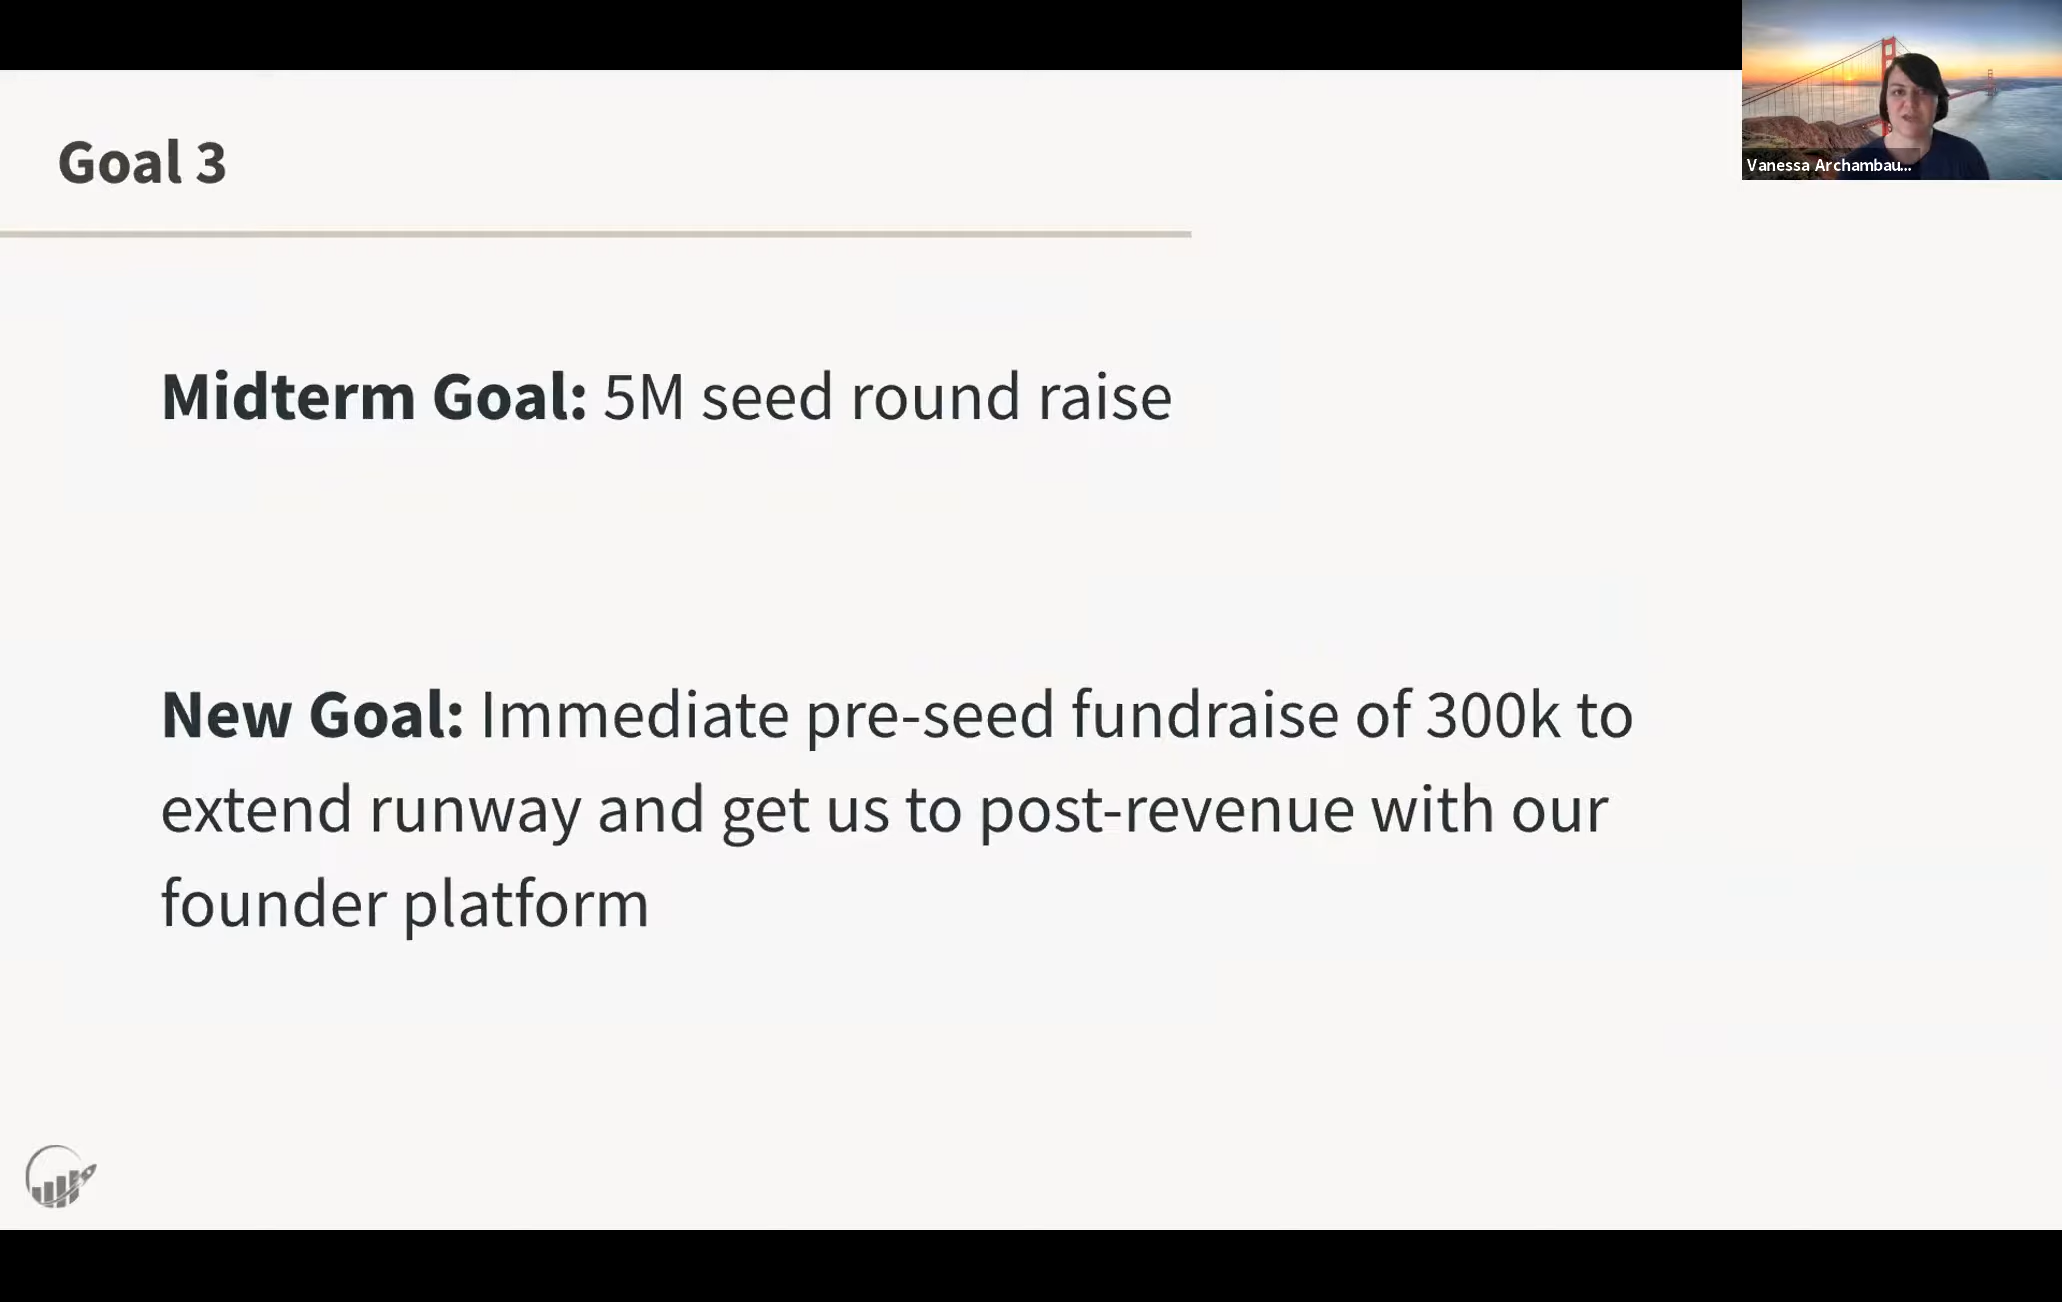 Vanessa Archambau...
Goal 3
Midterm Goal: 5M seed round raise
New Goal: Immediate pre-seed fundraise of 300k to
extend runway and get us to post-revenue with our
founder platform